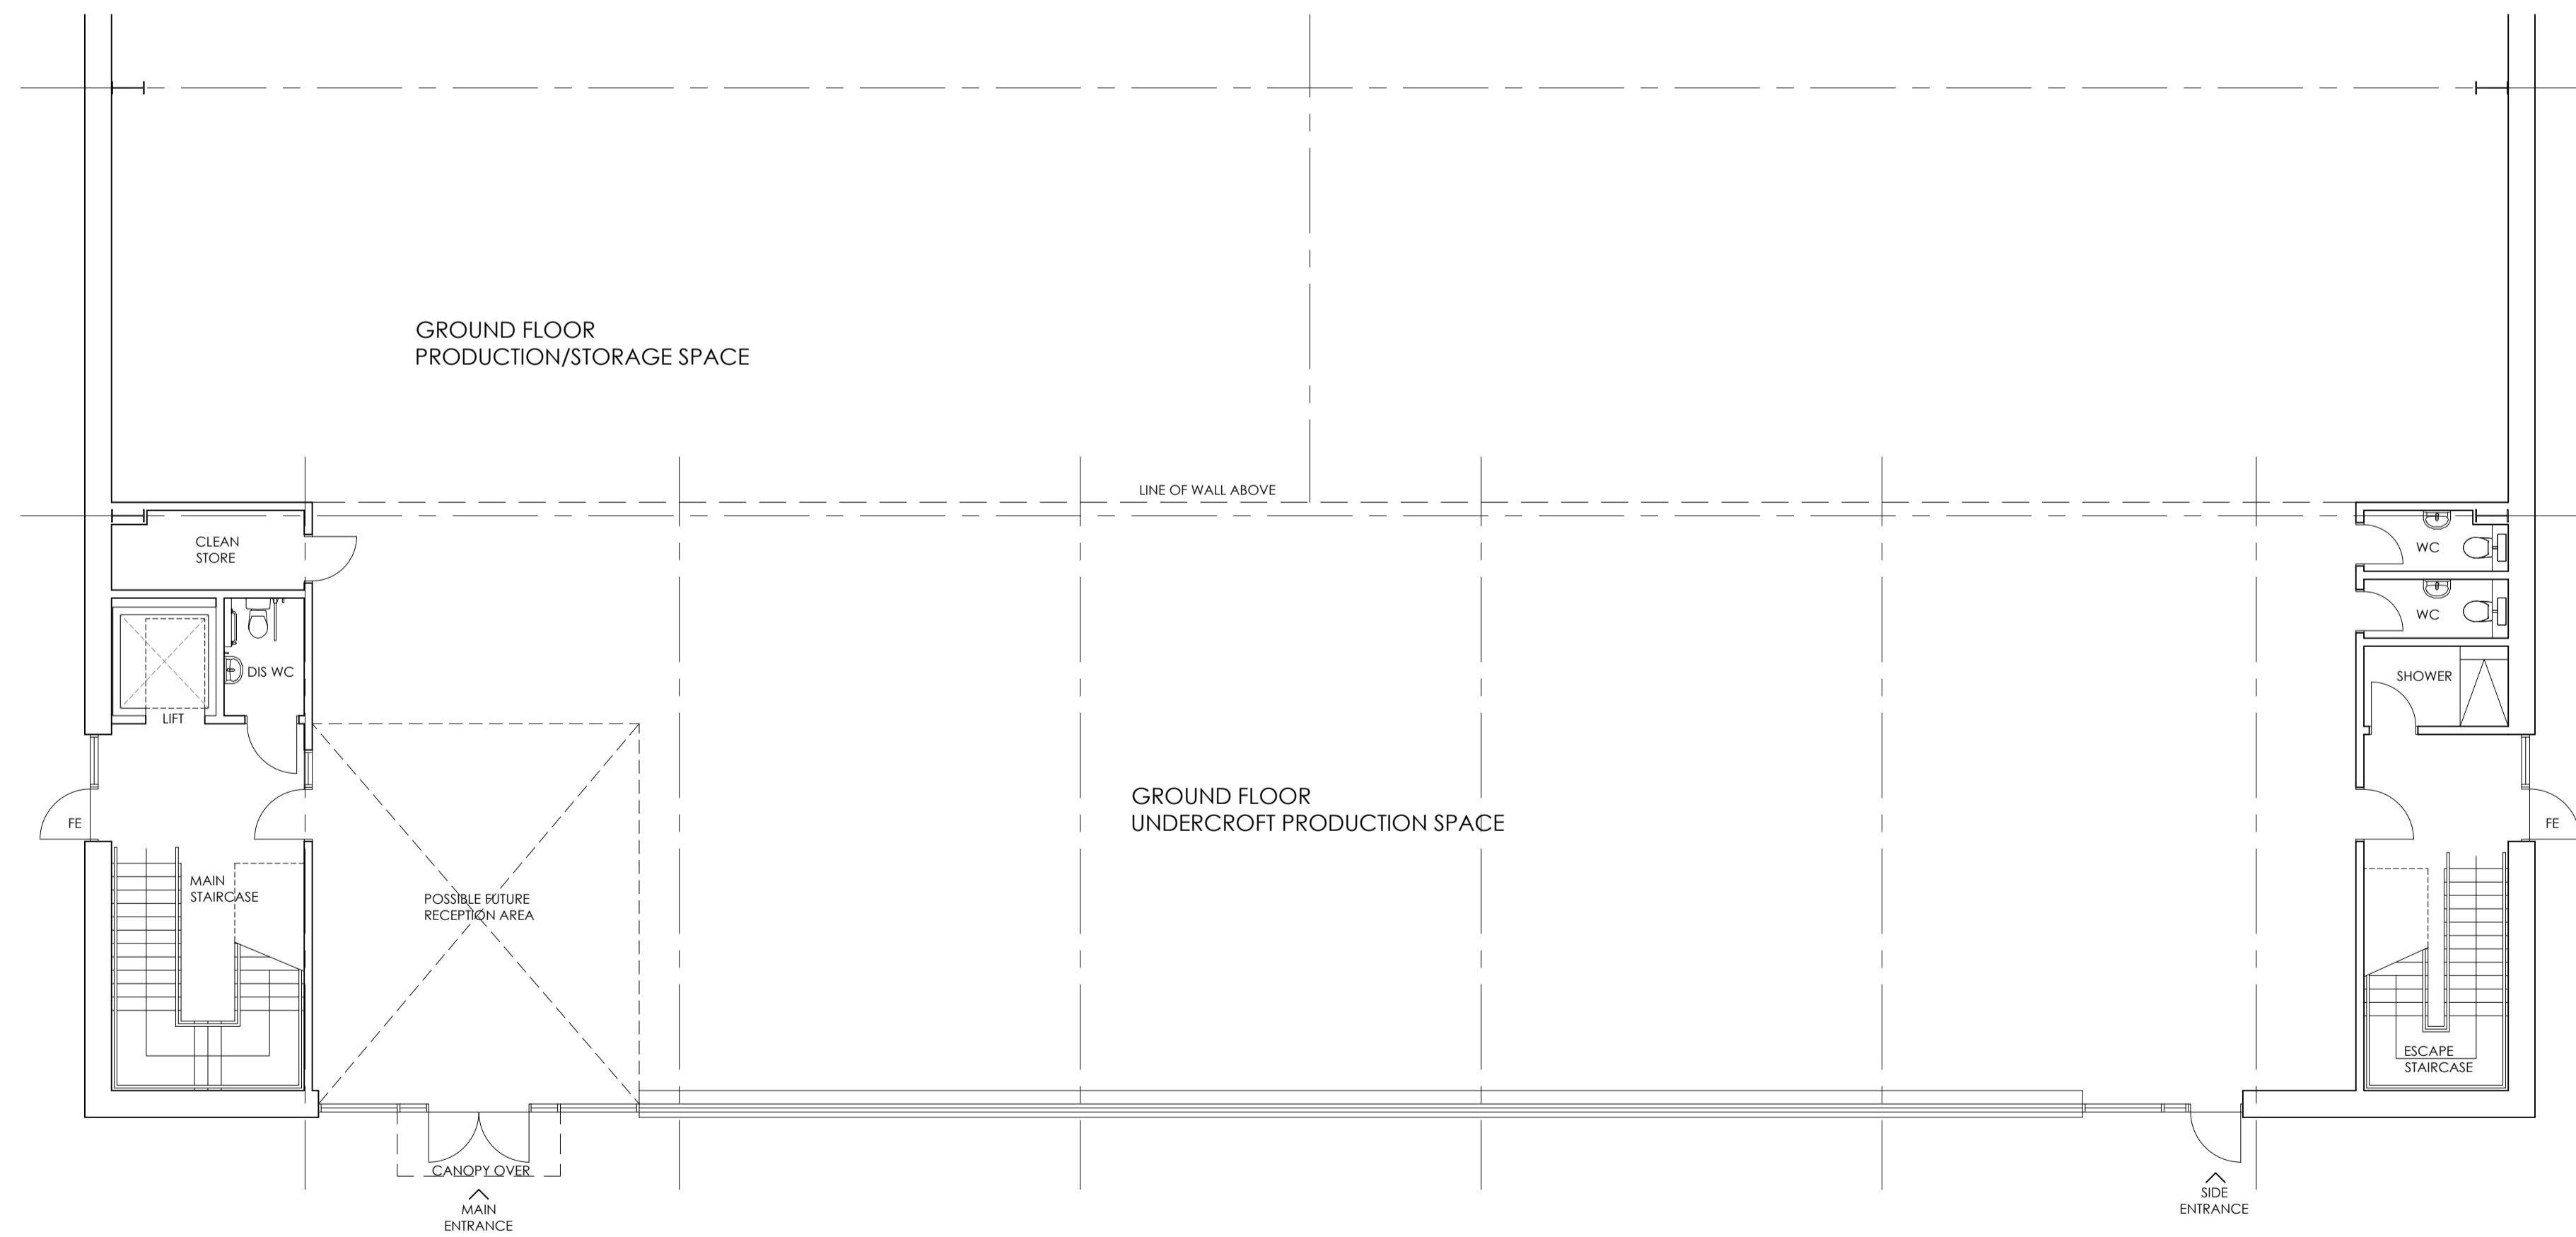 GROUND FLOOR
PRODUCTION/STORAGE SPACE
LINE OF WALL ABOVE
CLEAN
STORE
WC
WC
DIS WC
SHOWER
LIFT
GROUND FLOOR
UNDERCROFT PRODUCTION SPACE
FE
FE
MAIN
STAIRCASE
POSSIBLE FUTURE
RECEPTION AREA
ESCAPE
STAIRCASE
CANOPY OVER
MAIN
ENTRANCE
SIDE
ENTRANCE